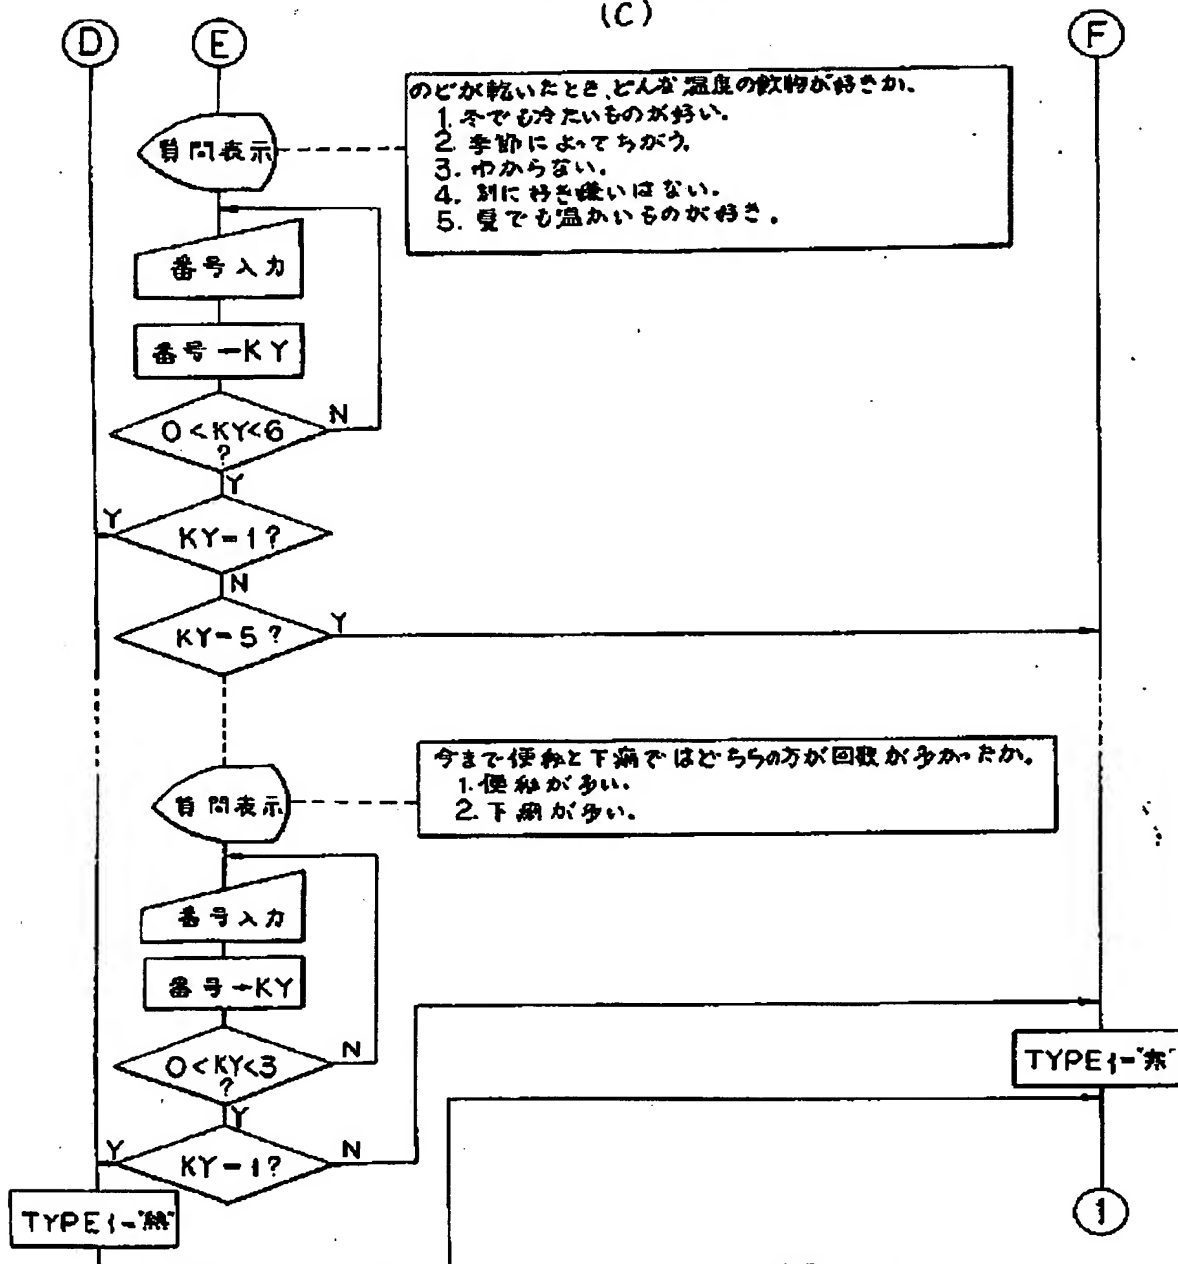 (C)
D
E
F
のどが乾いたとき、どんな温度の飲物が好きか。
1. 冬でも冷たいものが好い。
2. 季節によってちがう。
3. わからない。
4. 別に好き嫌いはない。
5. 夏でも温かいものが好き。
質問表示
番号入力
番号→KY
0<KY<6
?
N
Y
Y
KY=1?
N
KY=5?
Y
今まで便秘と下痢ではどちらの方が回数が多かったか。
1. 便秘が多い。
2. 下痢が多い。
質問表示
番号入力
番号→KY
0<KY<3
?
N
Y
Y
KY=1?
N
TYPE1=
TYPE1=
1